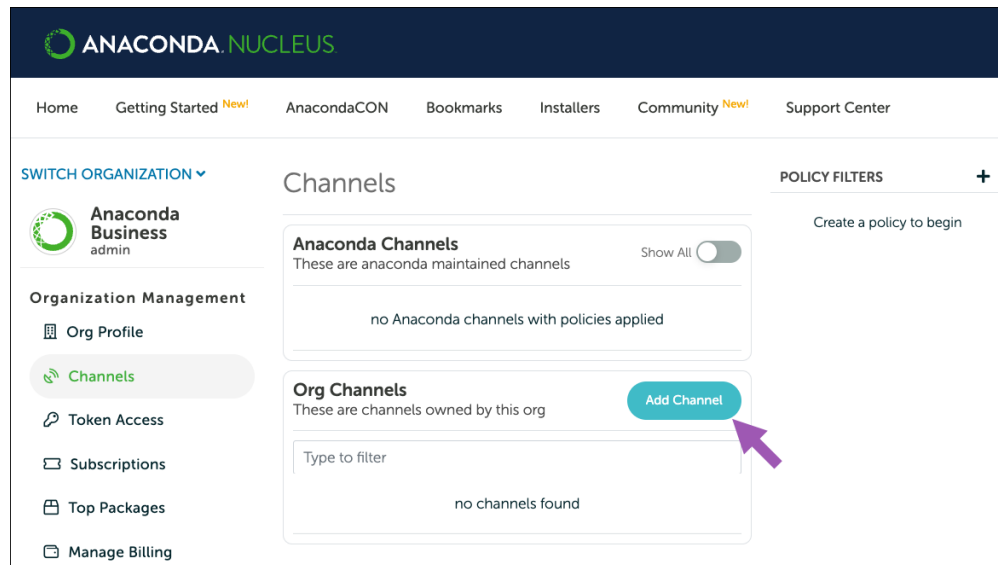 ANACONDA.NUCLEUS.
Home Getting Started New! AnacondaCON Bookmarks Installers Community New! Support Center
SWITCH ORGANIZATION
Anaconda
Business
admin
Organization Management
Org Profile
Channels
Token Access
Subscriptions
Top Packages
Manage Billing
Channels
Anaconda Channels
These are anaconda maintained channels
Show All
no Anaconda channels with policies applied
Org Channels
These are channels owned by this org
Add Channel
Type to filter
no channels found
POLICY FILTERS +
Create a policy to begin